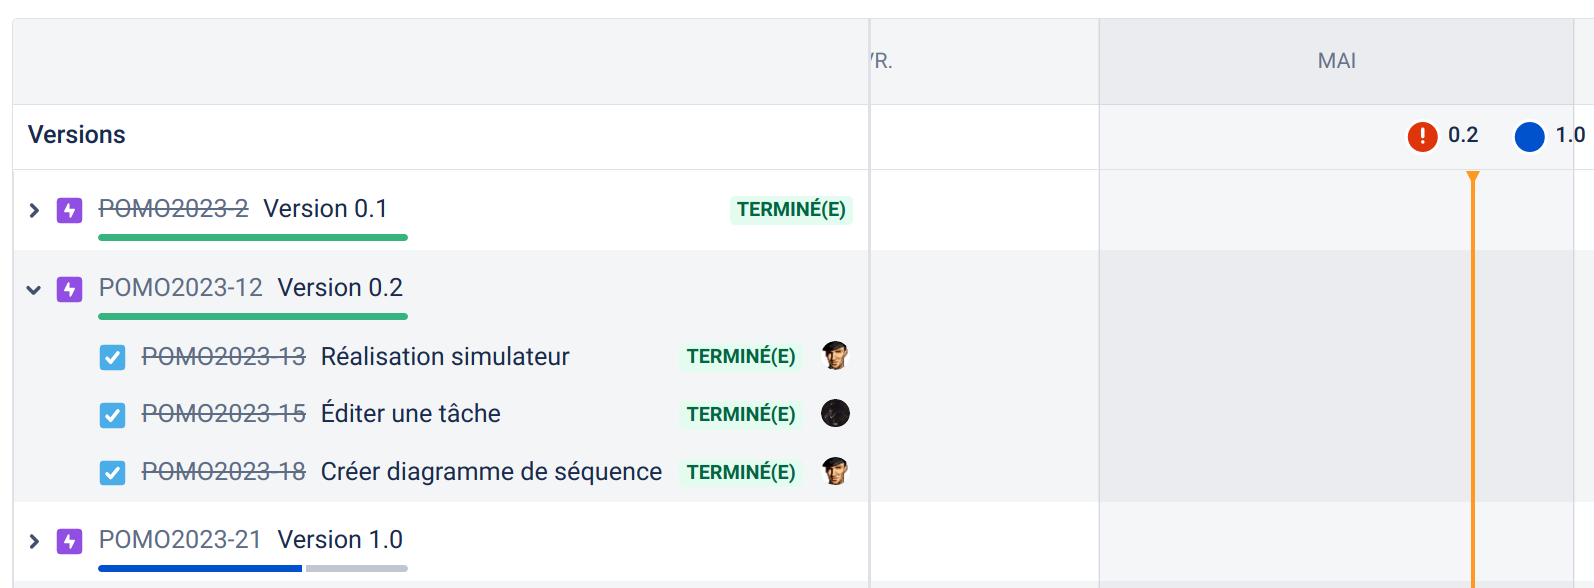 VR. MAI
Versions 0.2 1.0
POMO2023-2 Version 0.1 TERMINÉ(E)
POMO2023-12 Version 0.2
POMO2023-13 Réalisation simulateur TERMINÉ(E)
POMO2023-15 Éditer une tâche TERMINÉ(E)
POMO2023-18 Créer diagramme de séquence TERMINÉ(E)
POMO2023-21 Version 1.0